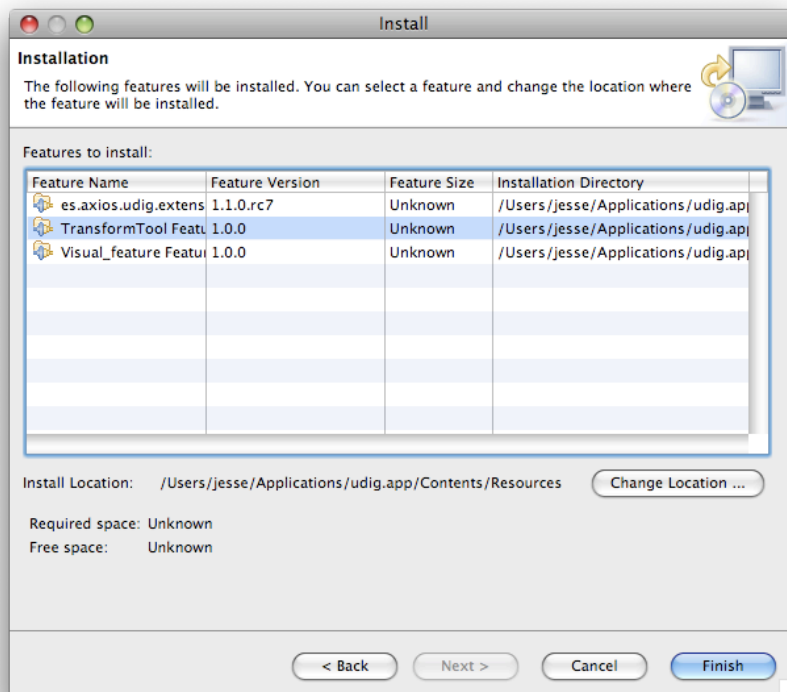 Install
Installation
The following features will be installed. You can select a feature and change the location where
the feature will be installed.
Features to install:
Feature Name Feature Version Feature Size Installation Directory
es.axios.udig.extens 1.1.0.rc7 Unknown /Users/jesse/Applications/udig.ap
TransformTool Featu 1.0.0 Unknown /Users/jesse/Applications/udig.ap
Visual_feature Featu 1.0.0 Unknown /Users/jesse/Applications/udig.ap
Install Location: /Users/jesse/Applications/udig.app/Contents/Resources Change Location ...
Required space: Unknown
Free space: Unknown
< Back Next > Cancel Finish